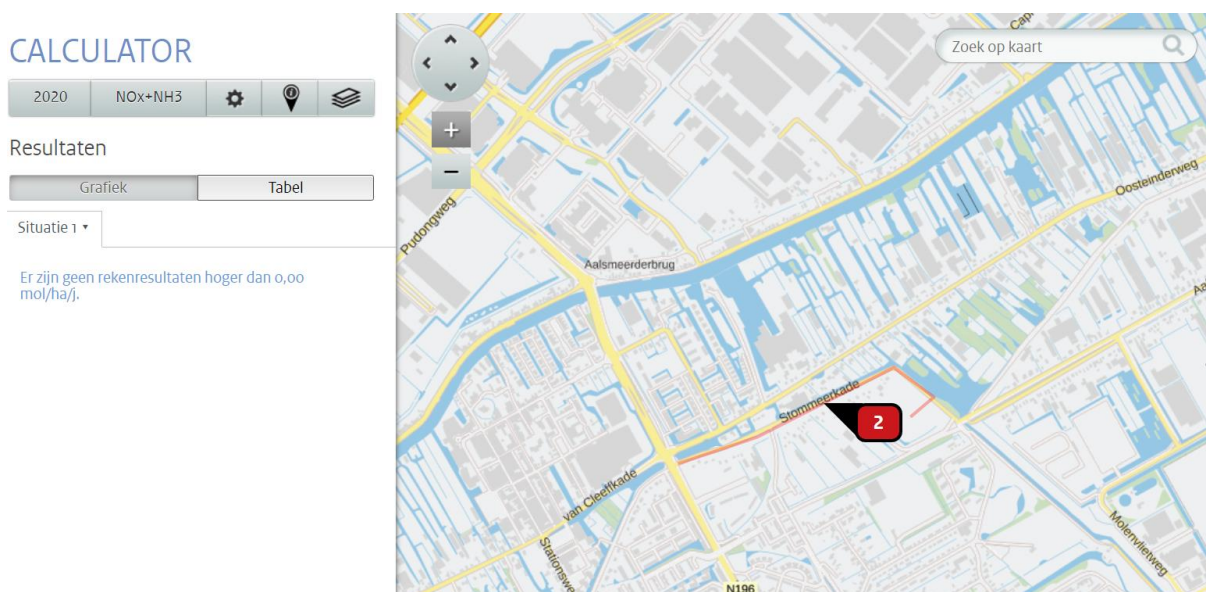 CALCULATOR
2020 NOx+NH3
Resultaten
Grafiek Tabel
Situatie 1
Er zijn geen rekenresultaten hoger dan 0,00
mol/ha/j.
Zoek op kaart
Oosteinderweg
Pudongweg
Aalsmeerderbrug
Stommeerkade
2
van Cleeffkade
Molenvlietweg
N196